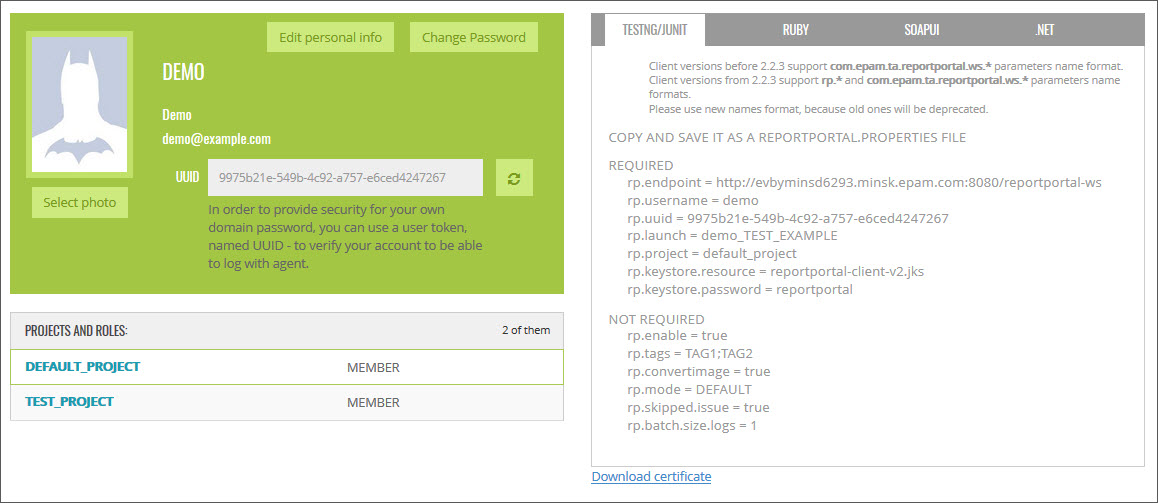 Edit personal info
Change Password
DEMO
Demo
demo@example.com
UUID
9975b21e-549b-4c92-a757-e6ced4247267
Select photo
In order to provide security for your own
domain password, you can use a user token,
named UUID - to verify your account to be able
to log with agent.
PROJECTS AND ROLES:
2 of them
DEFAULT_PROJECT
MEMBER
TEST_PROJECT
MEMBER
TESTNG/JUNIT
RUBY
SOAPUI
.NET
Client versions before 2.2.3 support com.epam.ta.reportportal.ws.* parameters name format.
Client versions from 2.2.3 support rp.* and com.epam.ta.reportportal.ws.* parameters name
formats.
Please use new names format, because old ones will be deprecated.
COPY AND SAVE IT AS A REPORTPORTAL.PROPERTIES FILE
REQUIRED
rp.endpoint = http://evbyminsd6293.minsk.epam.com:8080/reportportal-ws
rp.username = demo
rp.uuid = 9975b21e-549b-4c92-a757-e6ced4247267
rp.launch = demo_TEST_EXAMPLE
rp.project = default_project
rp.keystore.resource = reportportal-client-v2.jks
rp.keystore.password = reportportal
NOT REQUIRED
rp.enable = true
rp.tags = TAG1;TAG2
rp.convertimage = true
rp.mode = DEFAULT
rp.skipped.issue = true
rp.batch.size.logs = 1
Download certificate